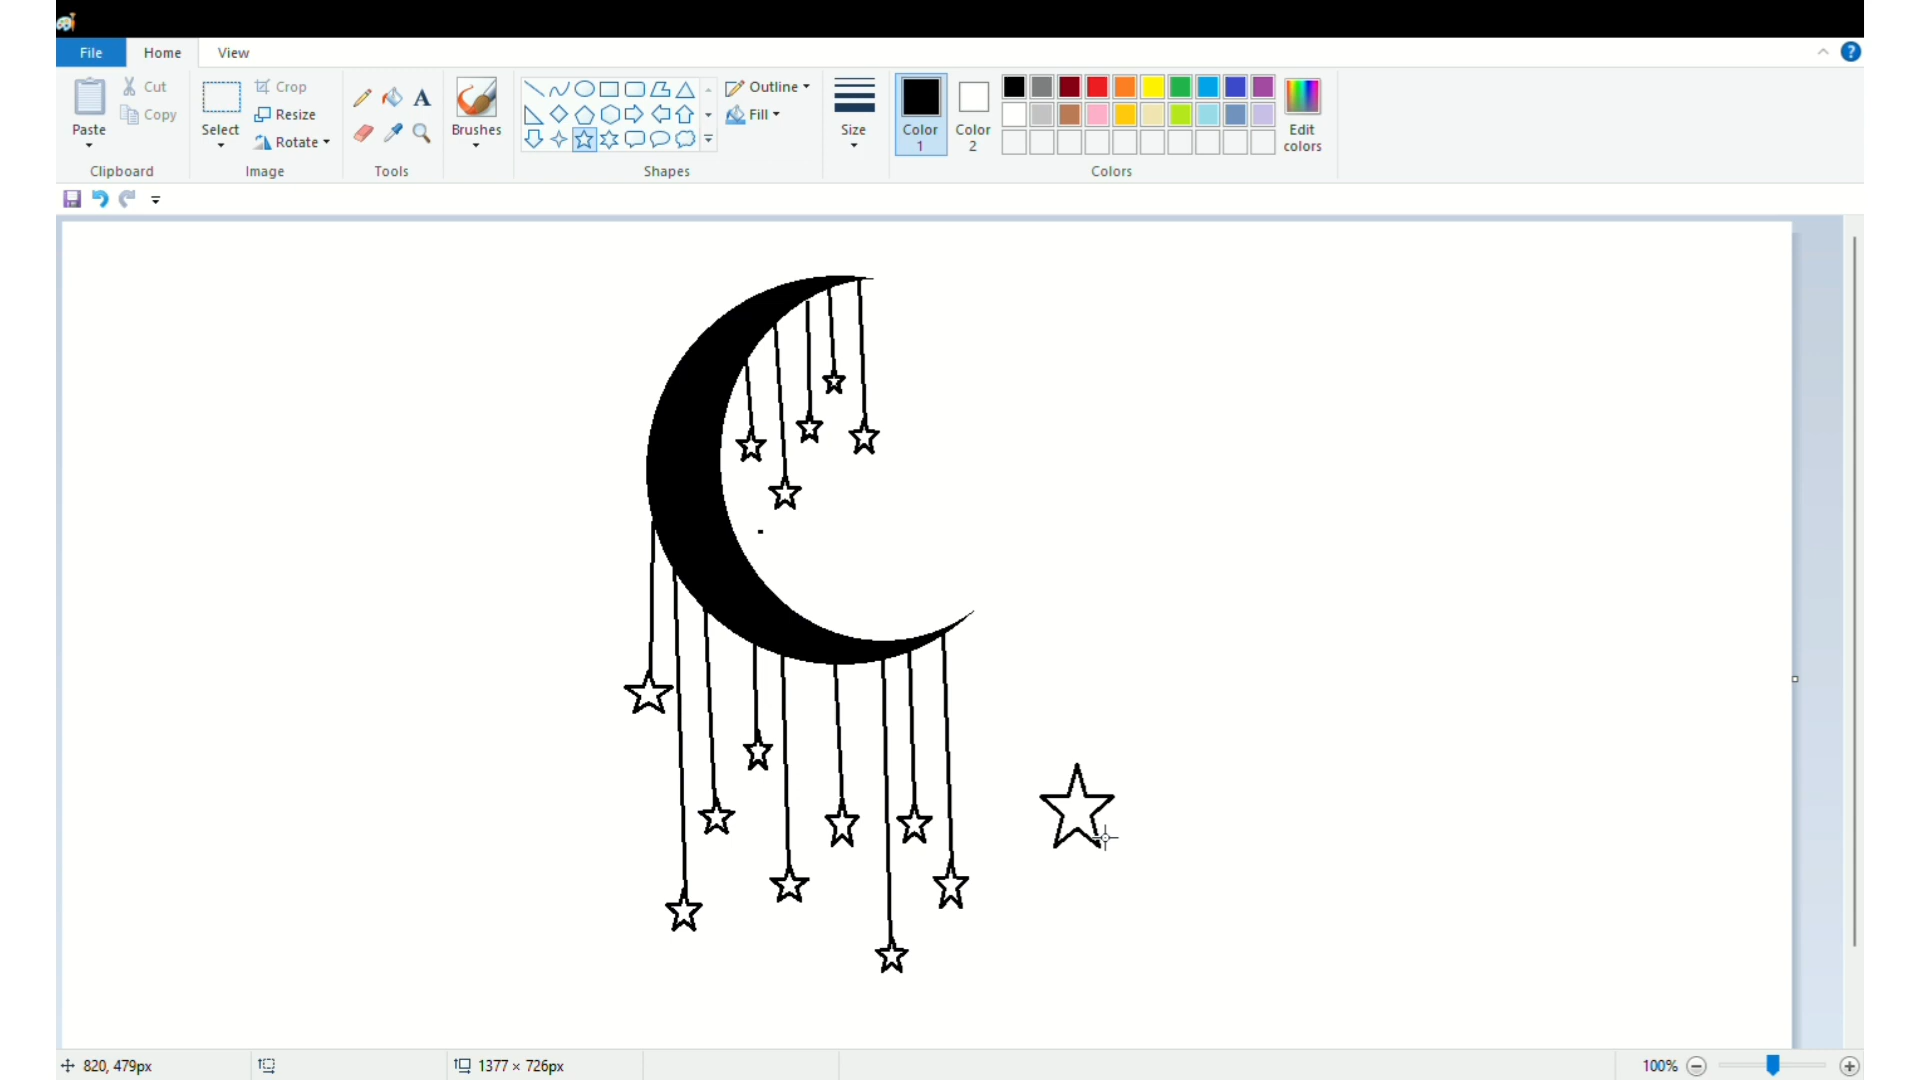 File Home View ?
Paste
Cut
Copy
Clipboard
Select
Crop
Resize
Rotate
Image
A
Tools
Brushes
Outline
Fill
Shapes
Size
Color
1
Color
2
Edit
colors
Colors
820, 479px 1377 × 726px 100%